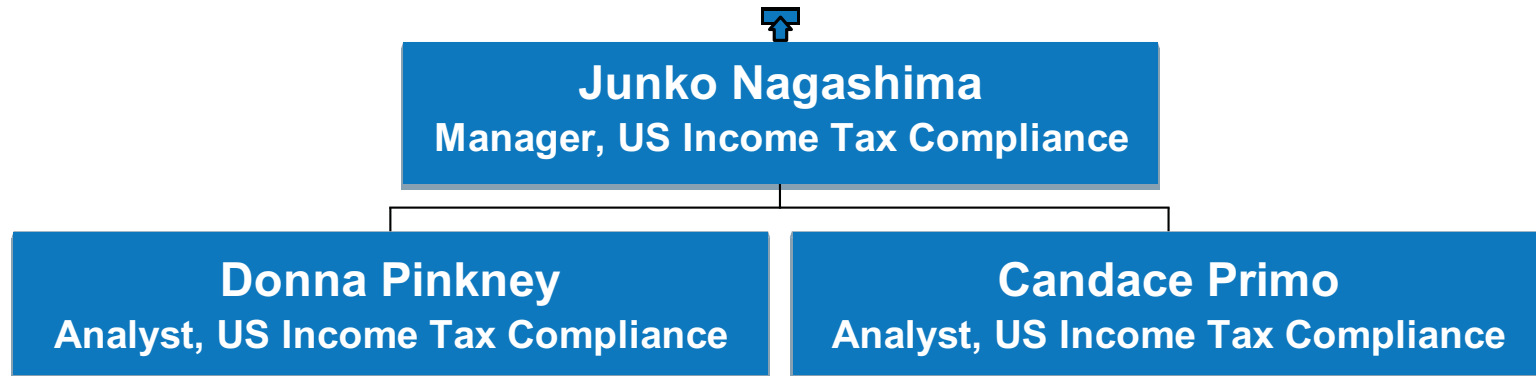 Junko Nagashima
Manager, US Income Tax Compliance
Donna Pinkney
Analyst, US Income Tax Compliance
Candace Primo
Analyst, US Income Tax Compliance